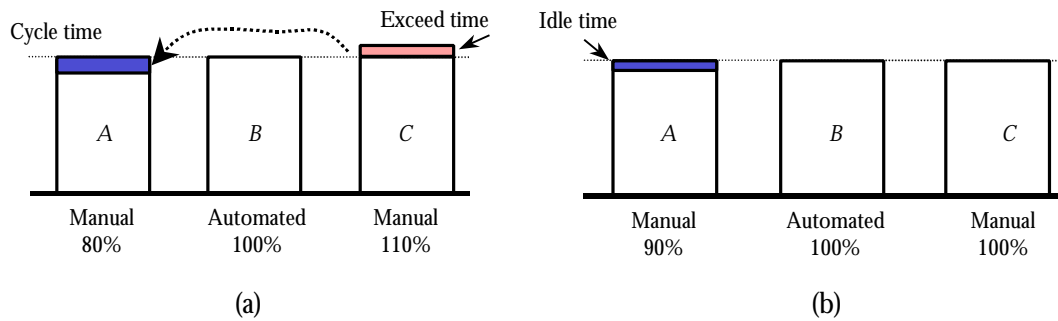 Cycle time
Exceed time
A
B
C
Manual
80%
Automated
100%
Manual
110%
(a)
Idle time
A
B
C
Manual
90%
Automated
100%
Manual
100%
(b)